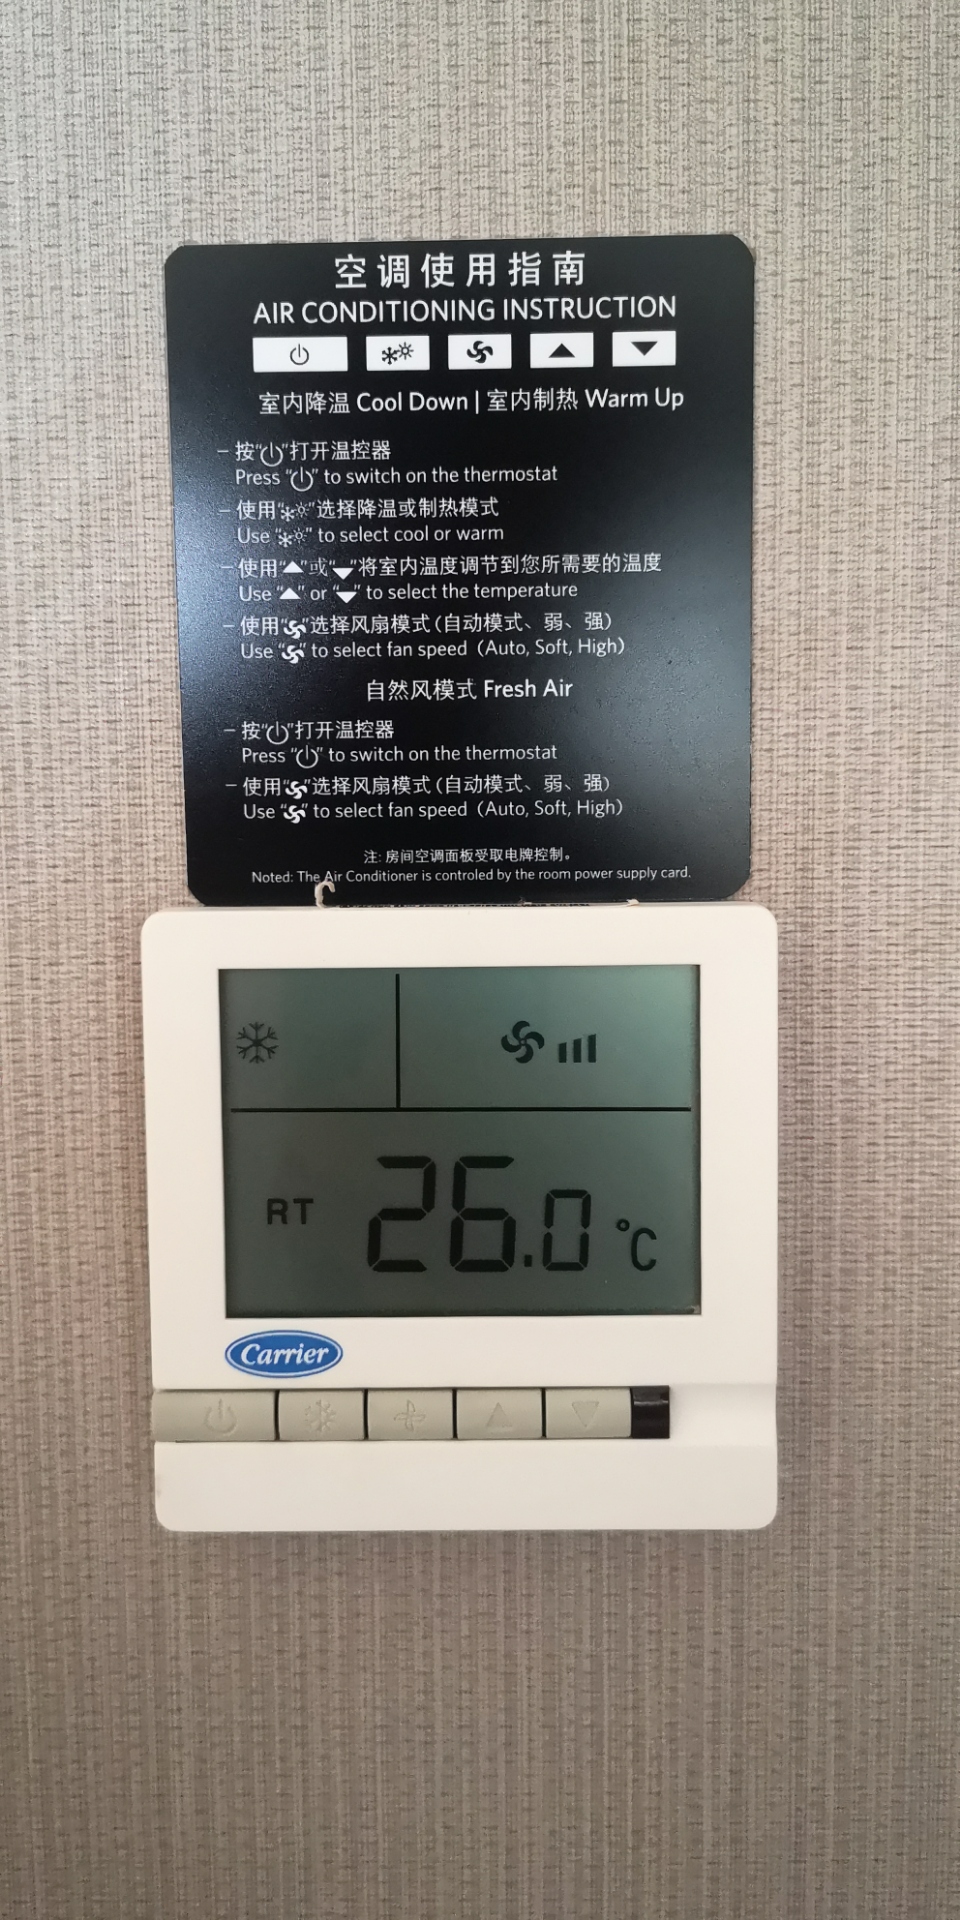 空调使用指南
AIR CONDITIONING INSTRUCTION
室内降温 Cool Down | 室内制热 Warm Up
– 按“⏻”打开温控器
Press “⏻” to switch on the thermostat
– 使用“❄☼”选择降温或制热模式
Use “❄☼” to select cool or warm
– 使用“▲”或“▼”将室内温度调节到您所需要的温度
Use “▲” or “▼” to select the temperature
– 使用“”选择风扇模式(自动模式、弱、强)
Use “” to select fan speed (Auto, Soft, High)
自然风模式 Fresh Air
– 按“⏻”打开温控器
Press “⏻” to switch on the thermostat
– 使用“”选择风扇模式(自动模式、弱、强)
Use “” to select fan speed (Auto, Soft, High)
注: 房间空调面板受取电牌控制。
Noted: The Air Conditioner is controled by the room power supply card.
RT 26.0 °C
Carrier